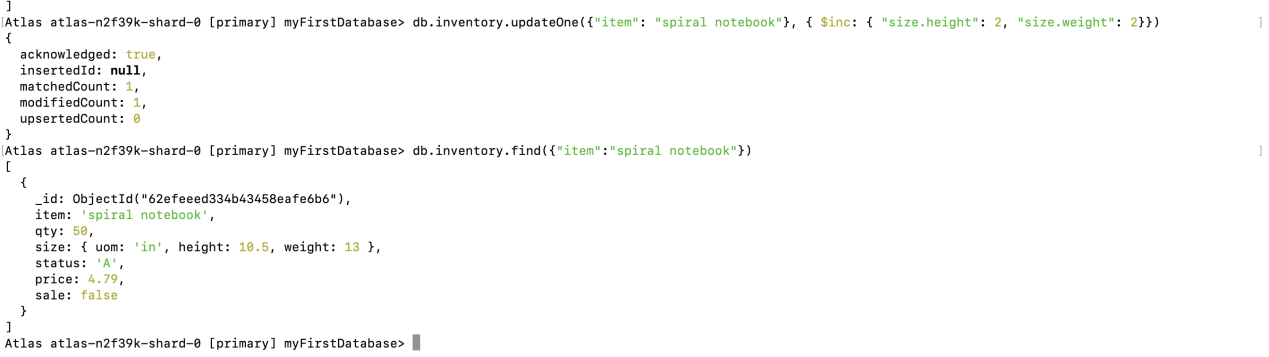 ]
Atlas atlas-n2f39k-shard-0 [primary] myFirstDatabase> db.inventory.updateOne({"item": "spiral notebook"}, { $inc: { "size.height": 2, "size.weight": 2}})
{
  acknowledged: true,
  insertedId: null,
  matchedCount: 1,
  modifiedCount: 1,
  upsertedCount: 0
}
Atlas atlas-n2f39k-shard-0 [primary] myFirstDatabase> db.inventory.find({"item":"spiral notebook"})
[
  {
    _id: ObjectId("62efeeed334b43458eafe6b6"),
    item: 'spiral notebook',
    qty: 50,
    size: { uom: 'in', height: 10.5, weight: 13 },
    status: 'A',
    price: 4.79,
    sale: false
  }
]
Atlas atlas-n2f39k-shard-0 [primary] myFirstDatabase>